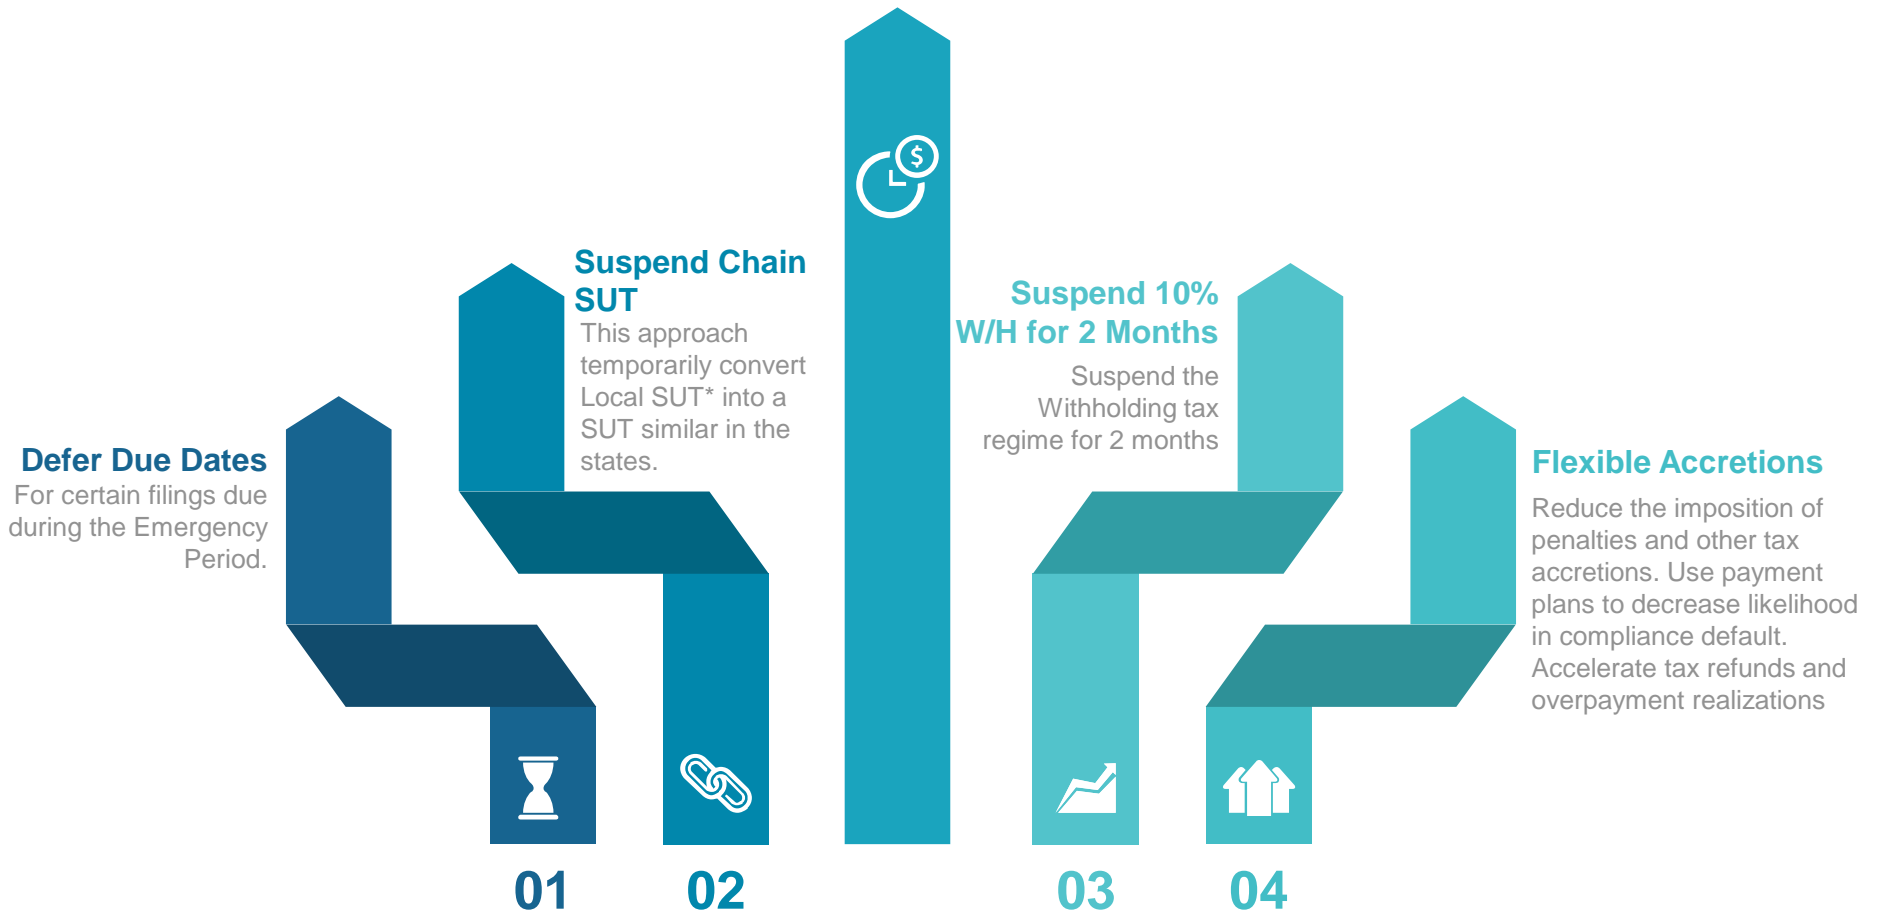 Defer Due Dates
For certain filings due
during the Emergency
Period.
Suspend Chain
SUT
This approach
temporarily convert
Local SUT* into a
SUT similar in the
states.
$
Suspend 10%
W/H for 2 Months
Suspend the
Withholding tax
regime for 2 months
Flexible Accretions
Reduce the imposition of
penalties and other tax
accretions. Use payment
plans to decrease likelihood
in compliance default.
Accelerate tax refunds and
overpayment realizations
01
02
03
04